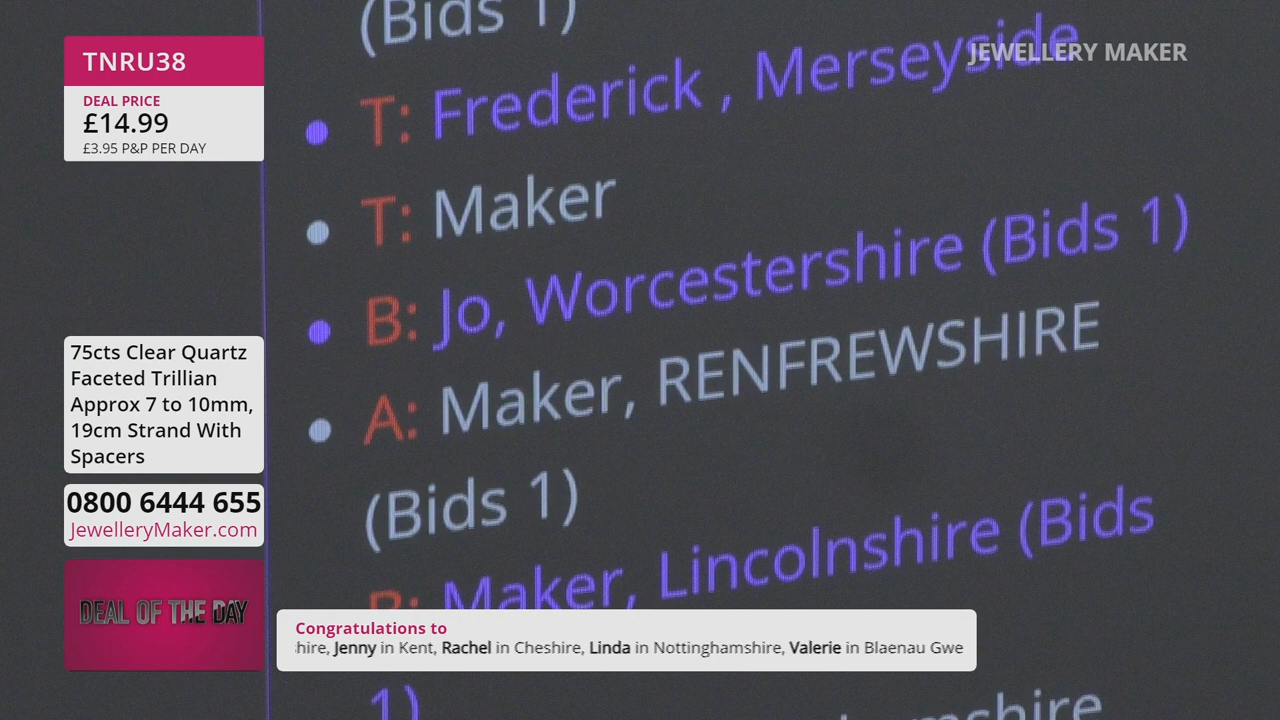 TNRU38
DEAL PRICE
£14.99
£3.95 P&P PER DAY
75cts Clear Quartz
Faceted Trillian
Approx 7 to 10mm,
19cm Strand With
Spacers
0800 6444 655
JewelleryMaker.com
DEAL OF THE DAY
JEWELLERY MAKER
(Bids 1)
T: Frederick , Merseyside
T: Maker
B: Jo, Worcestershire (Bids 1)
A: Maker, RENFREWSHIRE
(Bids 1)
B: Maker, Lincolnshire (Bids
1)
Congratulations to
hire, Jenny in Kent, Rachel in Cheshire, Linda in Nottinghamshire, Valerie in Blaenau Gwe